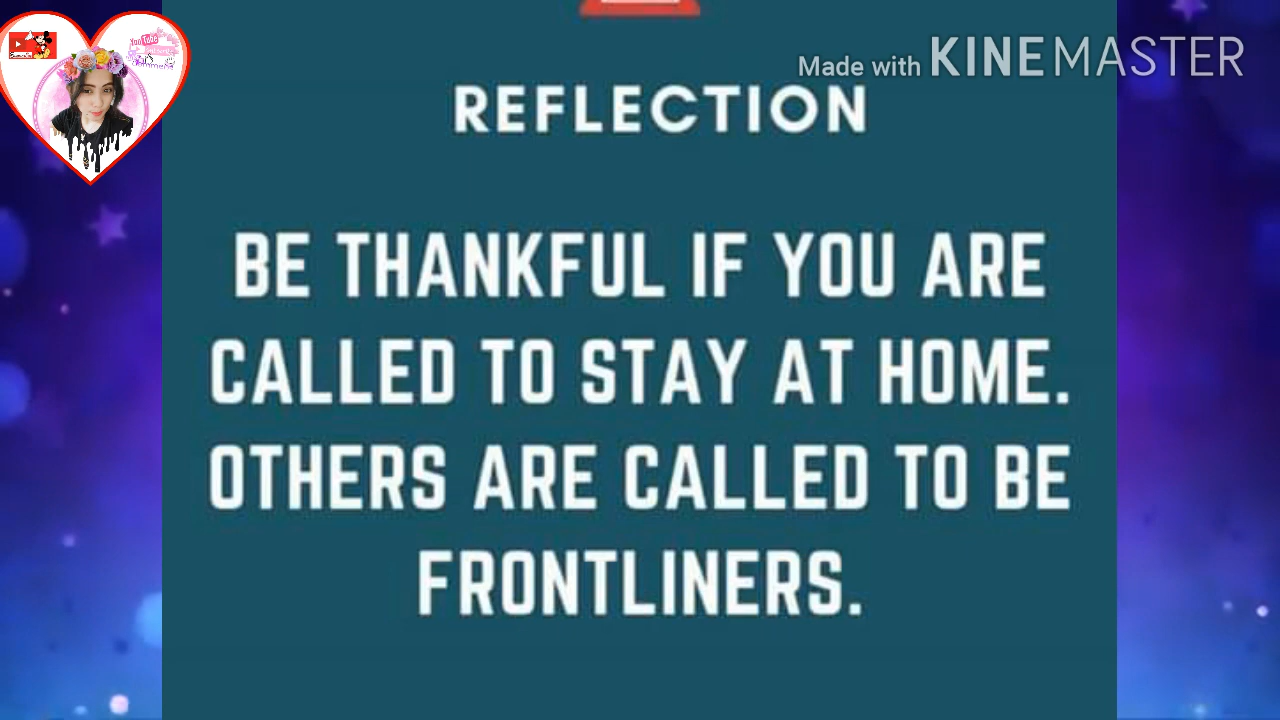 Made with KINEMASTER
REFLECTION
BE THANKFUL IF YOU ARE
CALLED TO STAY AT HOME.
OTHERS ARE CALLED TO BE
FRONTLINERS.